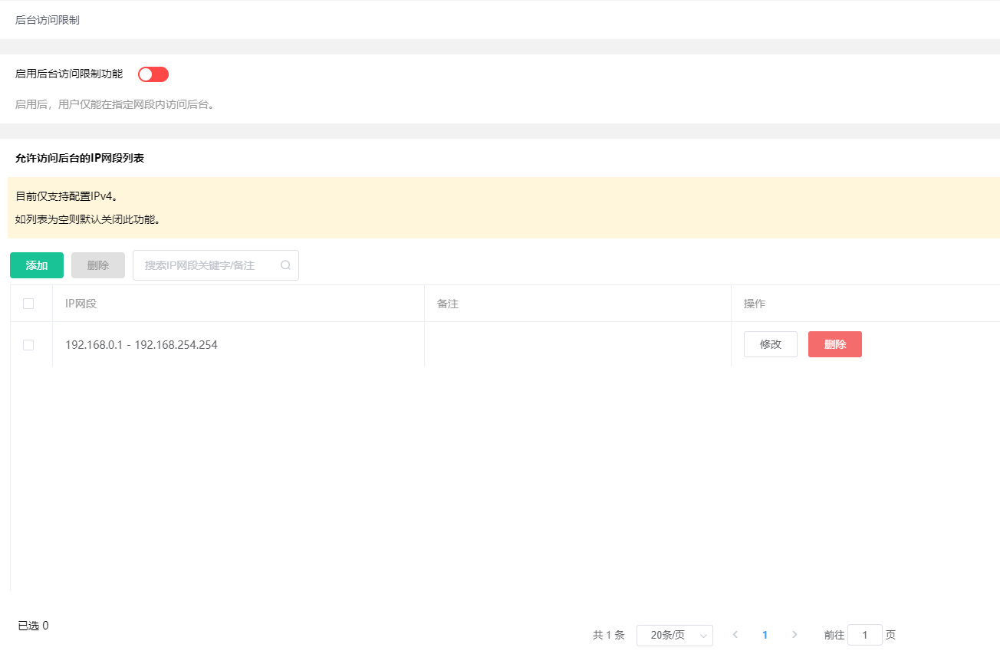 后台访问限制
启用后台访问限制功能
启用后，用户仅能在指定网段内访问后台。
允许访问后台的IP网段列表
目前仅支持配置IPv4。
如列表为空则默认关闭此功能。
添加 删除 搜索IP网段关键字/备注
IP网段 备注 操作
192.168.0.1 - 192.168.254.254 修改 删除
已选 0
共 1 条 20条/页 1 前往 1 页